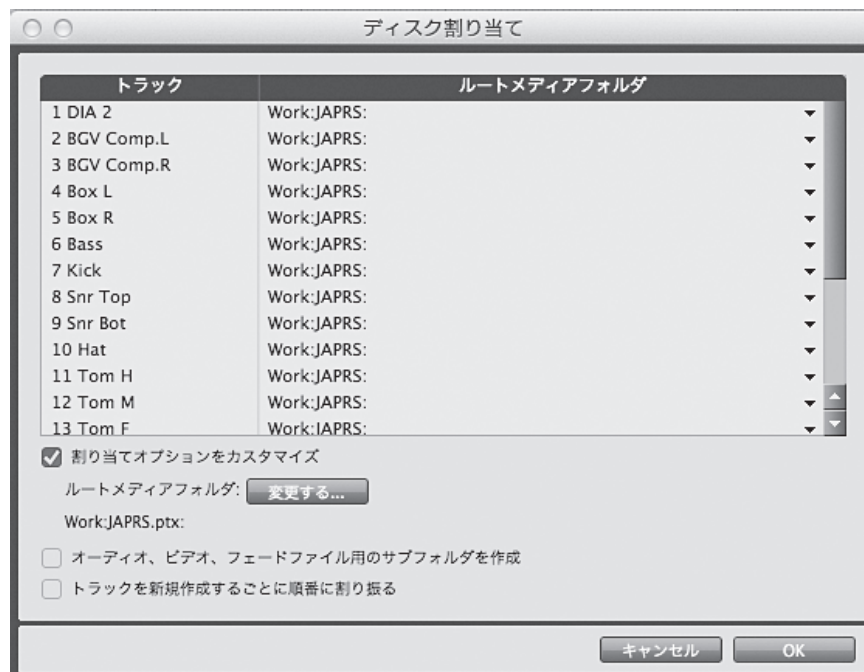 ディスク割り当て
トラック ルートメディアフォルダ
1 DIA 2 Work:JAPRS:
2 BGV Comp.L Work:JAPRS:
3 BGV Comp.R Work:JAPRS:
4 Box L Work:JAPRS:
5 Box R Work:JAPRS:
6 Bass Work:JAPRS:
7 Kick Work:JAPRS:
8 Snr Top Work:JAPRS:
9 Snr Bot Work:JAPRS:
10 Hat Work:JAPRS:
11 Tom H Work:JAPRS:
12 Tom M Work:JAPRS:
13 Tom F Work:JAPRS:
割り当てオプションをカスタマイズ
ルートメディアフォルダ: 変更する...
Work:JAPRS.ptx:
オーディオ、ビデオ、フェードファイル用のサブフォルダを作成
トラックを新規作成するごとに順番に割り振る
キャンセル OK